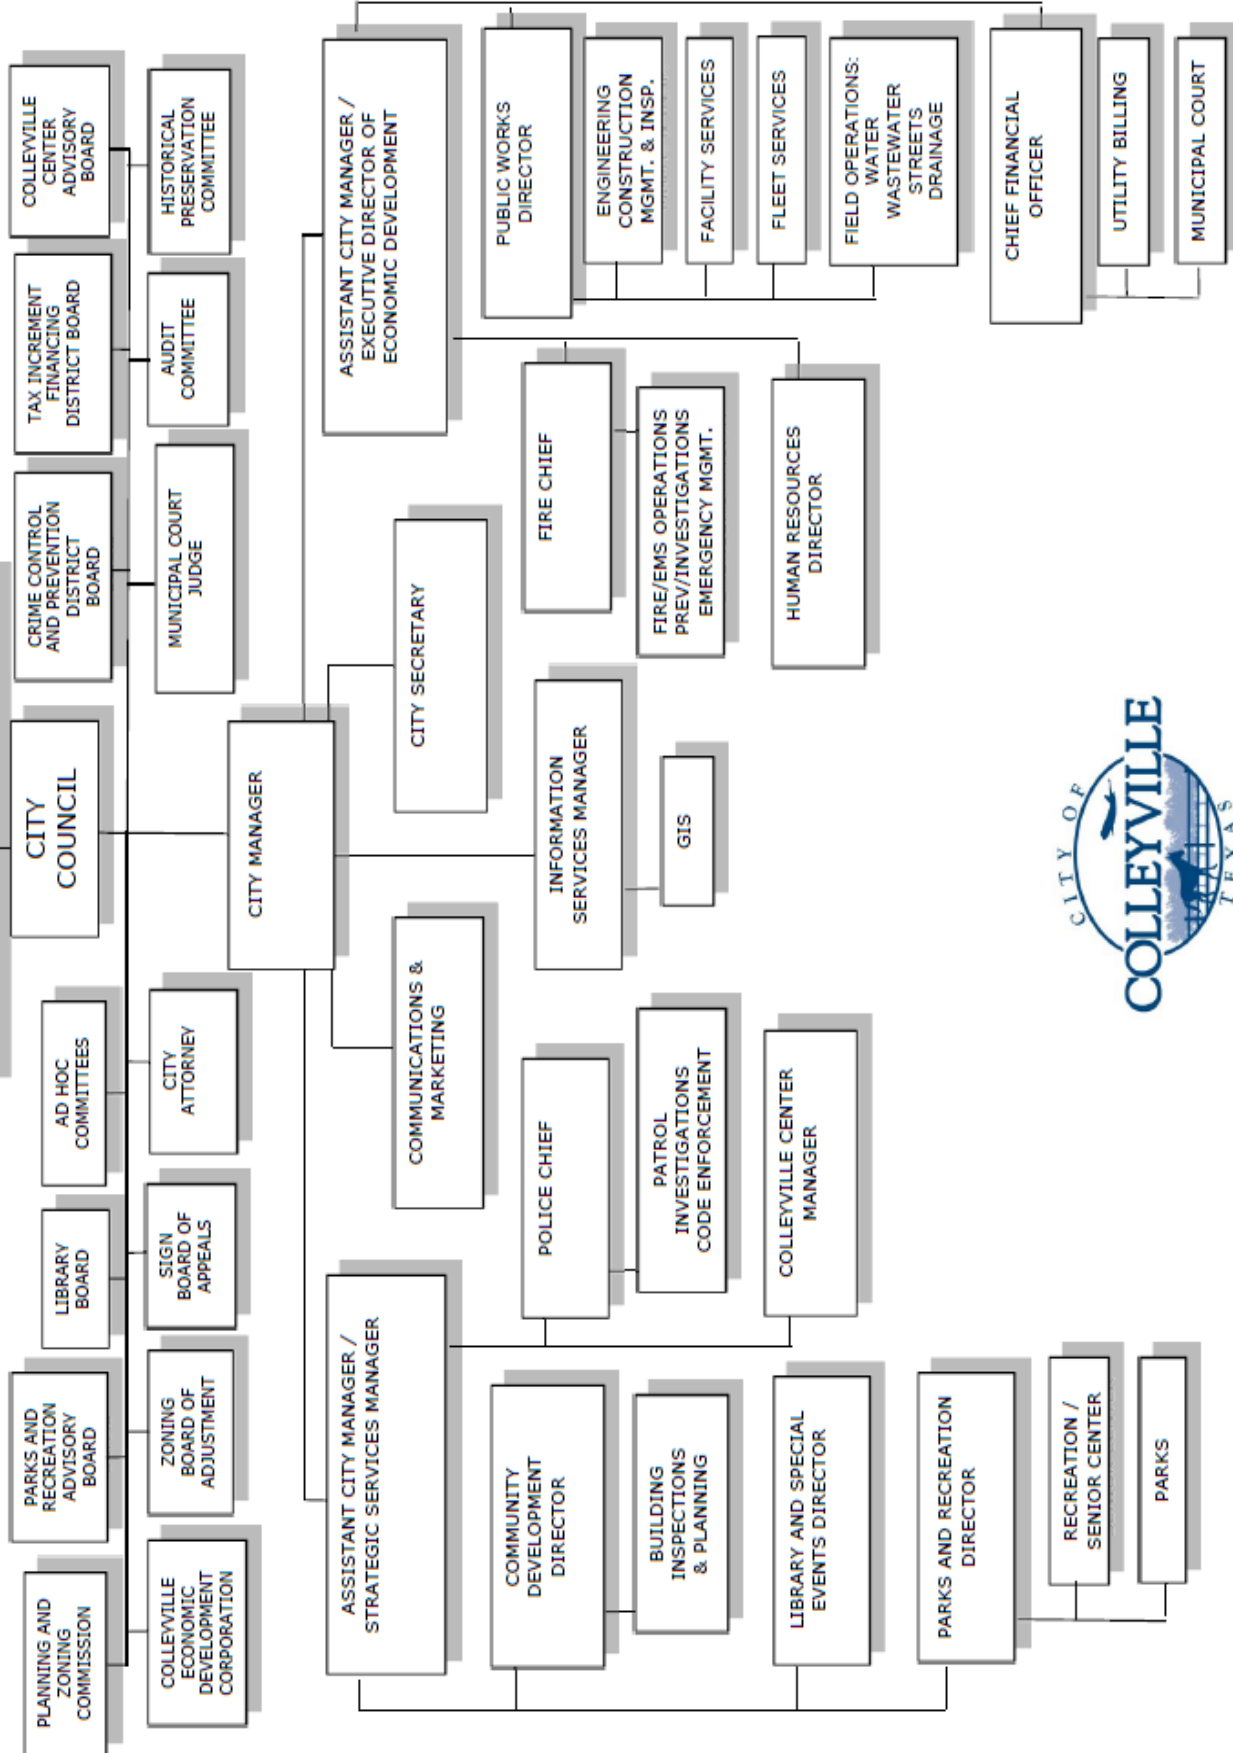 CITY
COUNCIL
PLANNING AND
ZONING
COMMISSION
PARKS AND
RECREATION
ADVISORY
BOARD
LIBRARY
BOARD
AD HOC
COMMITTEES
CRIME CONTROL
AND PREVENTION
DISTRICT
BOARD
TAX INCREMENT
FINANCING
DISTRICT BOARD
COLLEYVILLE
CENTER
ADVISORY
BOARD
COLLEYVILLE
ECONOMIC
DEVELOPMENT
CORPORATION
ZONING
BOARD OF
ADJUSTMENT
SIGN
BOARD OF
APPEALS
CITY
ATTORNEY
MUNICIPAL COURT
JUDGE
AUDIT
COMMITTEE
HISTORICAL
PRESERVATION
COMMITTEE
CITY MANAGER
ASSISTANT CITY MANAGER /
STRATEGIC SERVICES MANAGER
COMMUNICATIONS &
MARKETING
CITY SECRETARY
ASSISTANT CITY MANAGER /
EXECUTIVE DIRECTOR OF
ECONOMIC DEVELOPMENT
COMMUNITY
DEVELOPMENT
DIRECTOR
BUILDING
INSPECTIONS
& PLANNING
LIBRARY AND SPECIAL
EVENTS DIRECTOR
PARKS AND RECREATION
DIRECTOR
RECREATION /
SENIOR CENTER
PARKS
POLICE CHIEF
PATROL
INVESTIGATIONS
CODE ENFORCEMENT
COLLEYVILLE CENTER
MANAGER
INFORMATION
SERVICES MANAGER
GIS
FIRE CHIEF
FIRE/EMS OPERATIONS
PREV/INVESTIGATIONS
EMERGENCY MGMT.
HUMAN RESOURCES
DIRECTOR
PUBLIC WORKS
DIRECTOR
ENGINEERING
CONSTRUCTION
MGMT. & INSP.
FACILITY SERVICES
FLEET SERVICES
FIELD OPERATIONS:
WATER
WASTEWATER
STREETS
DRAINAGE
CHIEF FINANCIAL
OFFICER
UTILITY BILLING
MUNICIPAL COURT
CITY OF
COLLEYVILLE
TEXAS